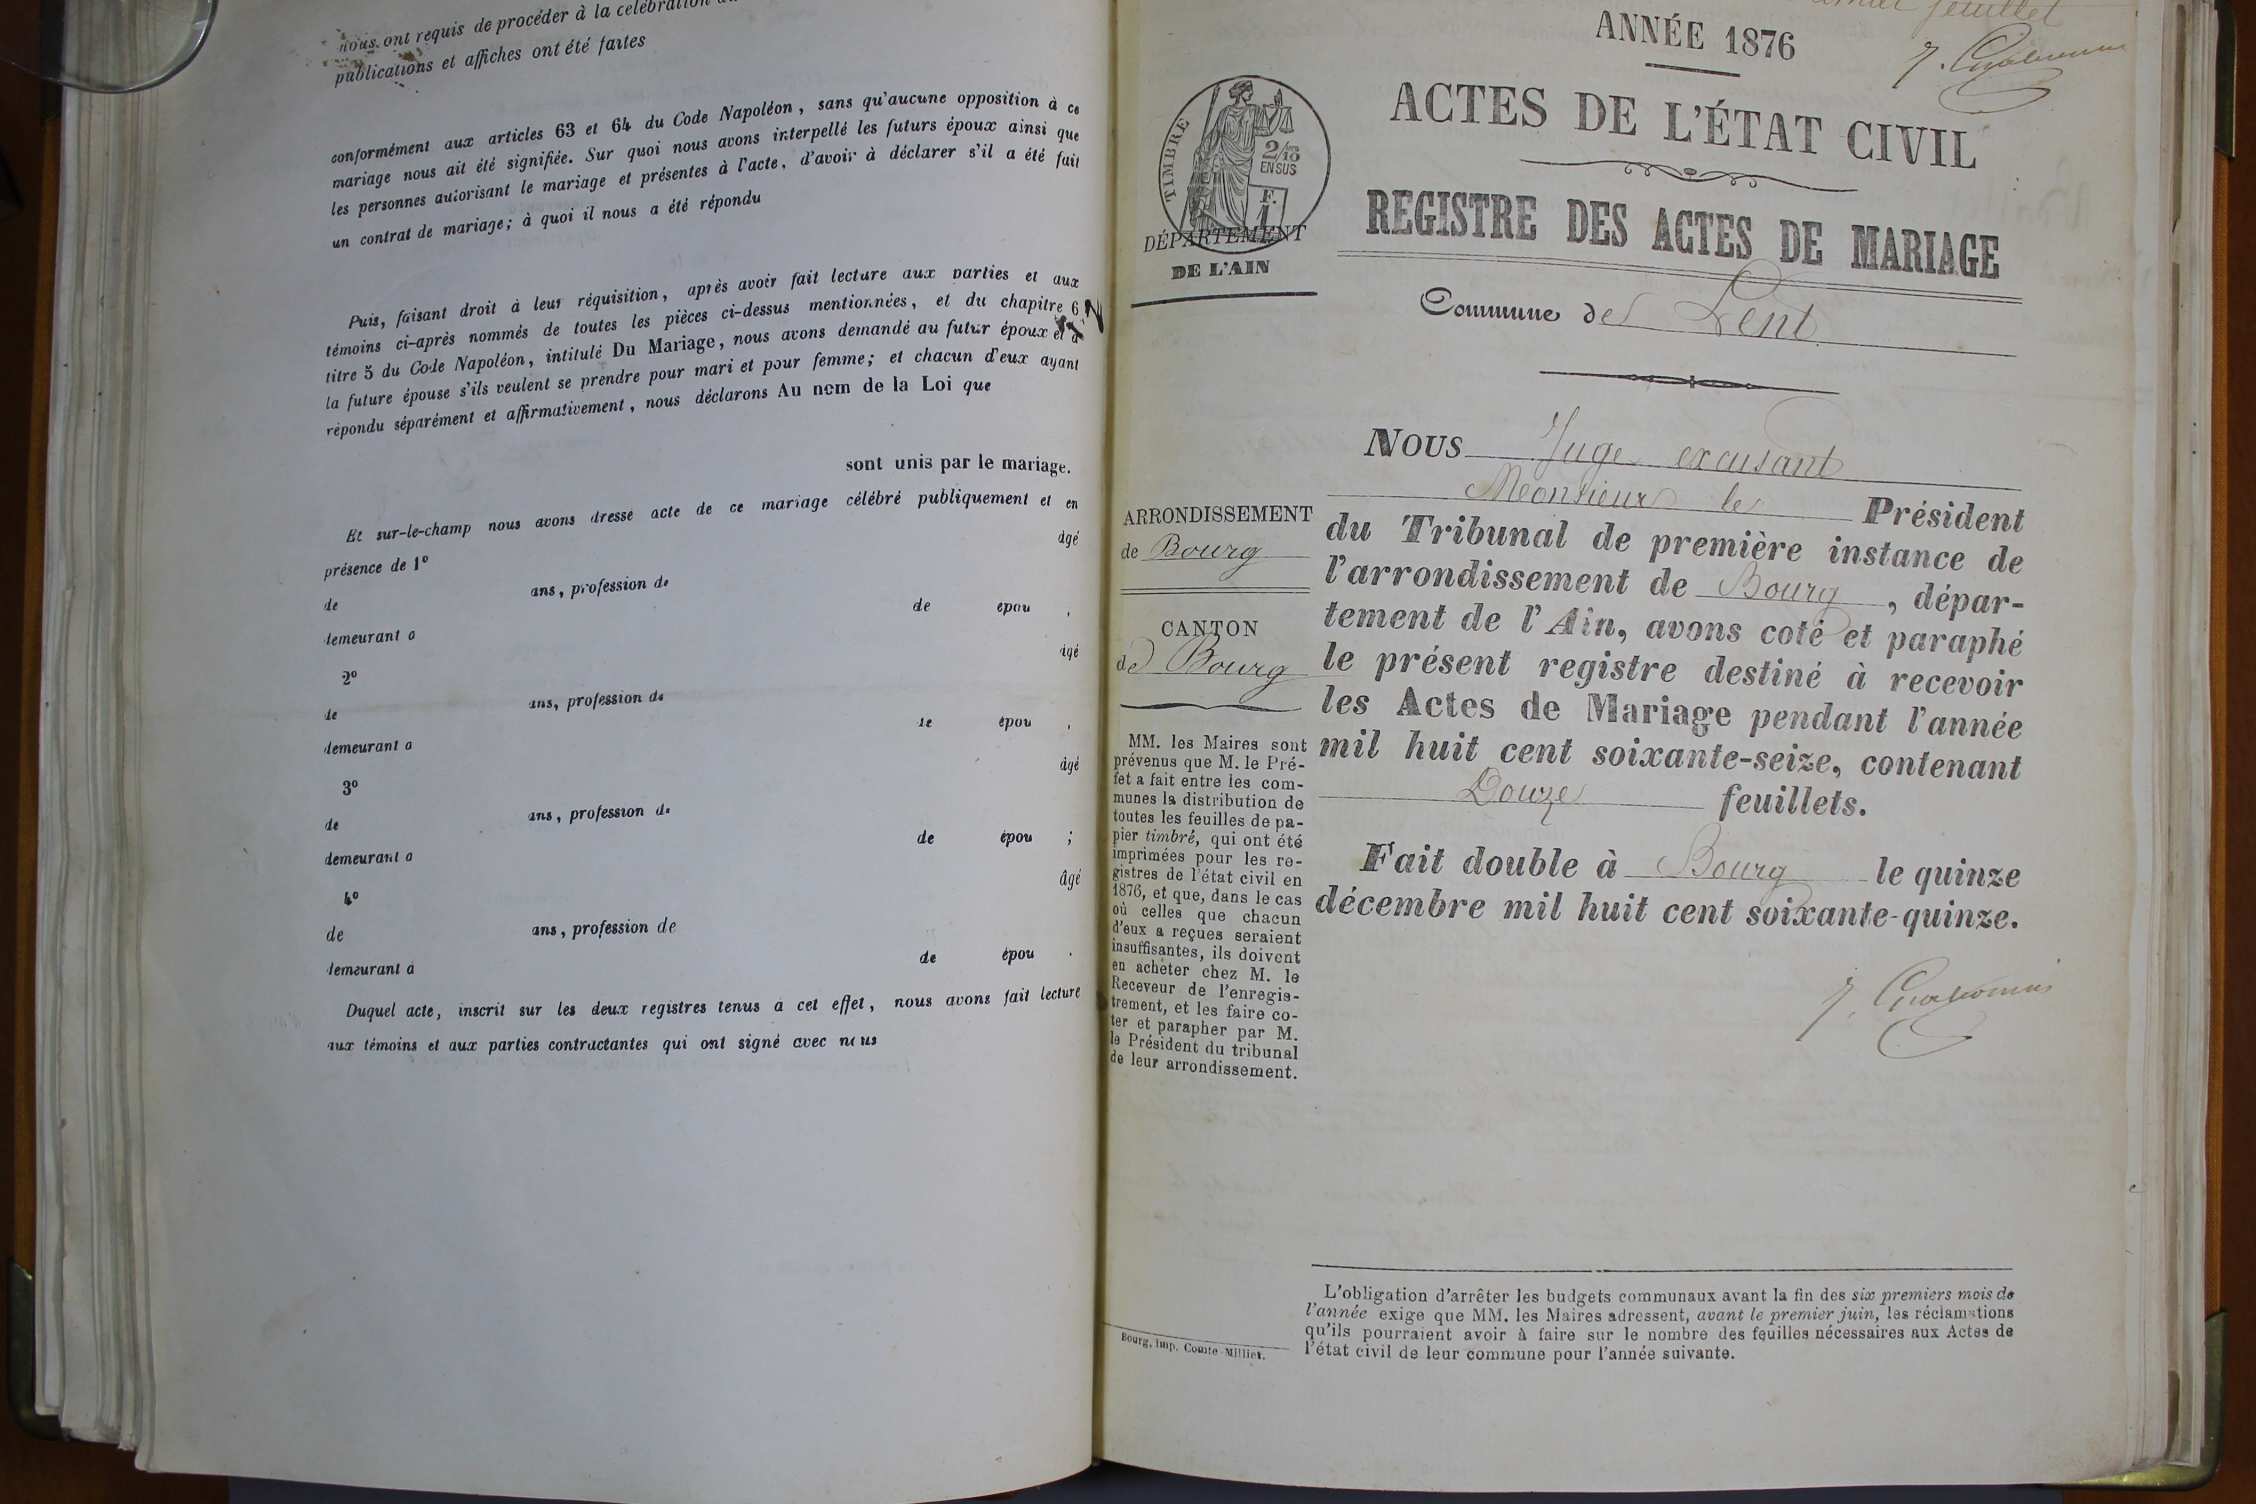 nous ont requis de procéder à la célébration
publications et affiches ont été faites
conformément aux articles 63 et 64 du Code Napoléon, sans qu'aucune opposition à ce
mariage nous ait été signifiée. Sur quoi nous avons interpellé les futurs époux ainsi que
les personnes autorisant le mariage et présentes à l'acte, d'avoir à déclarer s'il a été fait
un contrat de mariage; à quoi il nous a été répondu
Puis, faisant droit à leur réquisition, après avoir fait lecture aux parties et aux
témoins ci-après nommés de toutes les pièces ci-dessus mentionnées, et du chapitre 6
titre 5 du Code Napoléon, intitulé Du Mariage, nous avons demandé au futur époux et à
la future épouse s'ils veulent se prendre pour mari et pour femme; et chacun d'eux ayant
répondu séparément et affirmativement, nous déclarons Au nom de la Loi que
sont unis par le mariage.
Et sur-le-champ nous avons dressé acte de ce mariage célébré publiquement et en
présence de 1º âgé
de ans, profession de
demeurant à de épou ,
2º âgé
de ans, profession de
demeurant à de épou ,
3º âgé
de ans, profession de
demeurant à de épou ;
4º âgé
de ans, profession de
demeurant à de épou .
Duquel acte, inscrit sur les deux registres tenus à cet effet, nous avons fait lecture
aux témoins et aux parties contractantes qui ont signé avec nous
feuillet
ANNÉE 1876
ACTES DE L'ÉTAT CIVIL
REGISTRE DES ACTES DE MARIAGE
TIMBRE
2/10
EN SUS
F.
1
DÉPARTEMENT
DE L'AIN
Commune de Lent
NOUS Juge excusant
Monsieur le Président
du Tribunal de première instance de
l'arrondissement de Bourg, dépar-
tement de l'Ain, avons coté et paraphé
le présent registre destiné à recevoir
les Actes de Mariage pendant l'année
mil huit cent soixante-seize, contenant
Douze feuillets.
Fait double à Bourg le quinze
décembre mil huit cent soixante-quinze.
ARRONDISSEMENT
de Bourg
CANTON
de Bourg
MM. les Maires sont
prévenus que M. le Pré-
fet a fait entre les com-
munes la distribution de
toutes les feuilles de pa-
pier timbré, qui ont été
imprimées pour les re-
gistres de l'état civil en
1876, et que, dans le cas
où celles que chacun
d'eux a reçues seraient
insuffisantes, ils doivent
en acheter chez M. le
Receveur de l'enregis-
trement, et les faire co-
ter et parapher par M.
le Président du tribunal
de leur arrondissement.
L'obligation d'arrêter les budgets communaux avant la fin des six premiers mois de
l'année exige que MM. les Maires adressent, avant le premier juin, les réclamations
qu'ils pourraient avoir à faire sur le nombre des feuilles nécessaires aux Actes de
l'état civil de leur commune pour l'année suivante.
Bourg, Imp. Comte-Milliet.